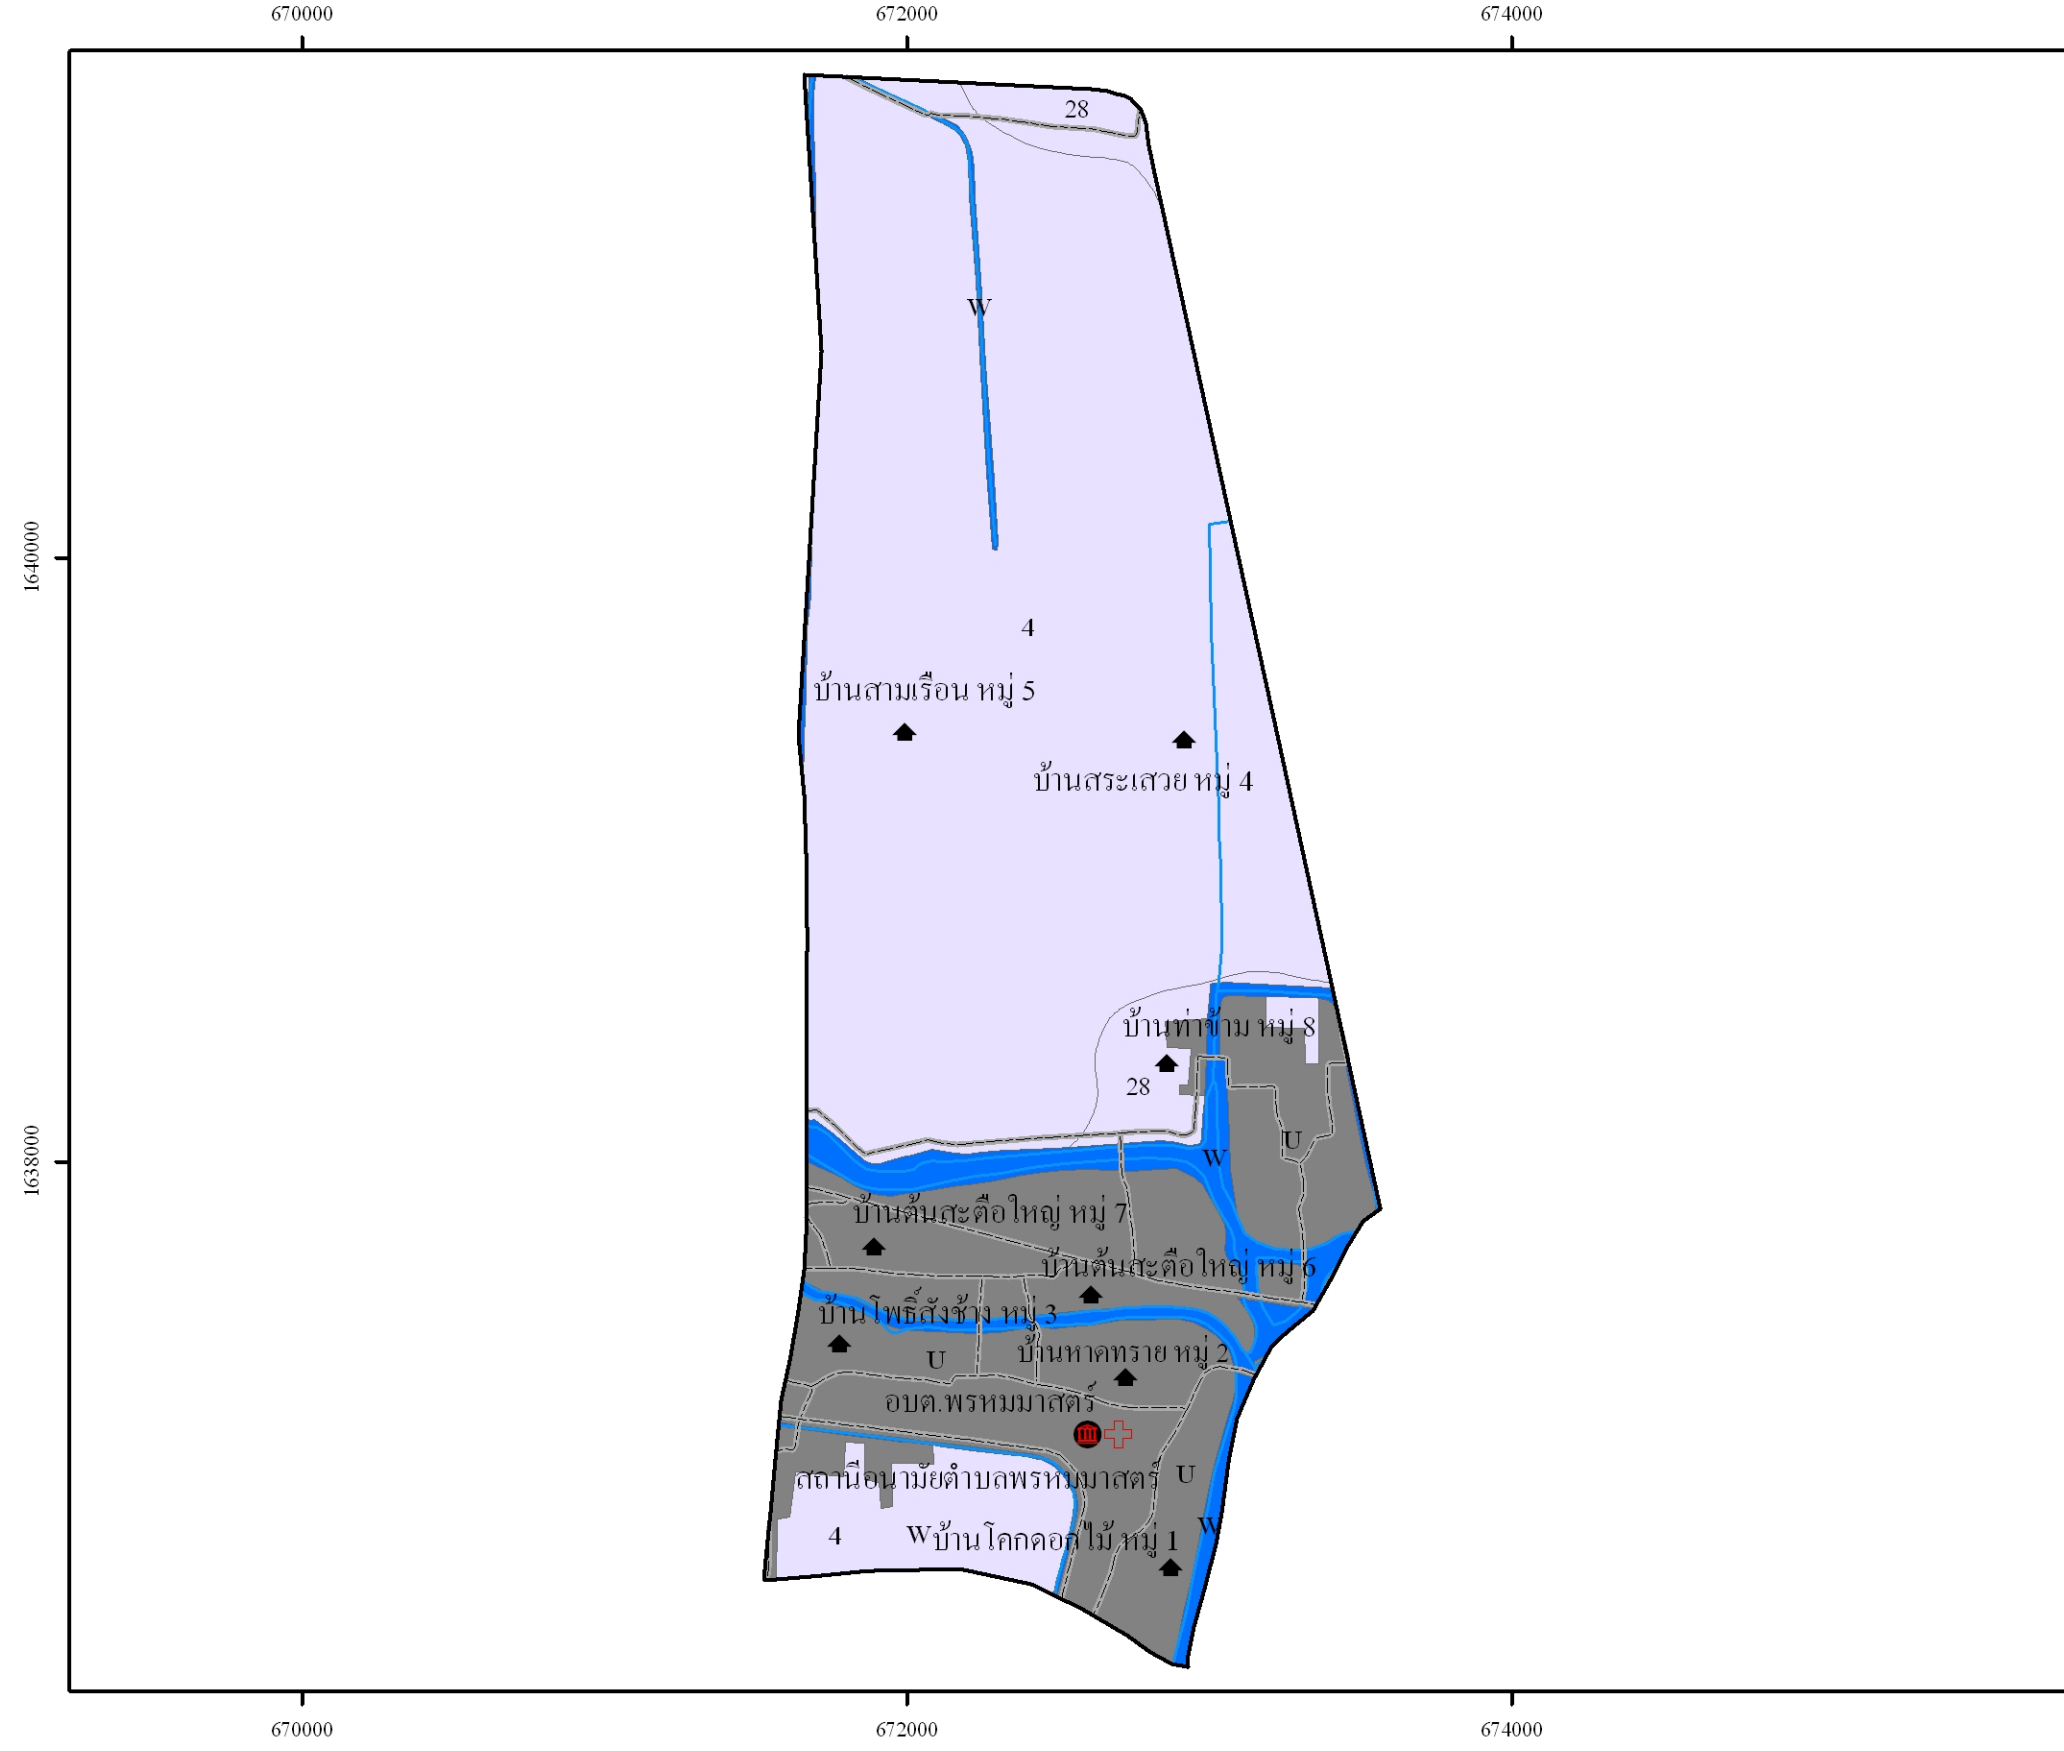 670000
672000
674000
28
W
1640000
4
บ้านสามเรือน หมู่ 5
บ้านสระเสวย หมู่ 4
บ้านท่าข้าม หมู่ 8
28
U
W
1638000
บ้านต้นสะตือใหญ่ หมู่ 7
บ้านต้นสะตือใหญ่ หมู่ 6
บ้านโพธิ์สังช้าง หมู่ 3
บ้านหาดทราย หมู่ 2
U
อบต.พรหมมาสตร์
สถานีอนามัยตำบลพรหมมาสตร์
U
W
4
W
บ้านโคกดอกไม้ หมู่ 1
670000
672000
674000